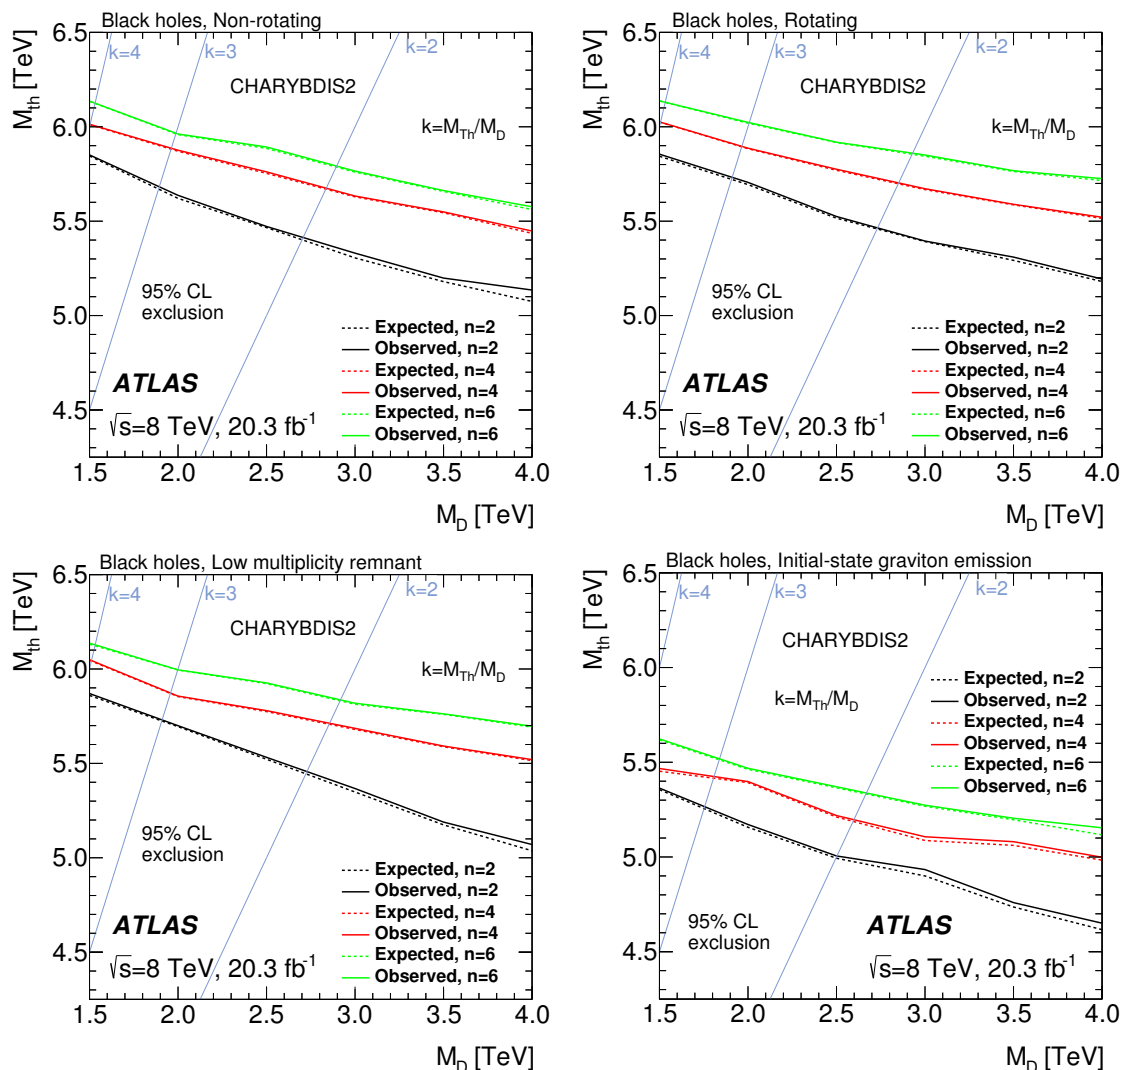 Black holes, Non-rotating
M_th [TeV]
6.5
6.0
5.5
5.0
4.5
k=4
k=3
k=2
CHARYBDIS2
k=M_Th/M_D
95% CL
exclusion
Expected, n=2
Observed, n=2
Expected, n=4
Observed, n=4
Expected, n=6
Observed, n=6
ATLAS
√s=8 TeV, 20.3 fb⁻¹
1.5 2.0 2.5 3.0 3.5 4.0
M_D [TeV]
Black holes, Rotating
M_th [TeV]
6.5
6.0
5.5
5.0
4.5
k=4
k=3
k=2
CHARYBDIS2
k=M_Th/M_D
95% CL
exclusion
Expected, n=2
Observed, n=2
Expected, n=4
Observed, n=4
Expected, n=6
Observed, n=6
ATLAS
√s=8 TeV, 20.3 fb⁻¹
1.5 2.0 2.5 3.0 3.5 4.0
M_D [TeV]
Black holes, Low multiplicity remnant
M_th [TeV]
6.5
6.0
5.5
5.0
4.5
k=4
k=3
k=2
CHARYBDIS2
k=M_Th/M_D
95% CL
exclusion
Expected, n=2
Observed, n=2
Expected, n=4
Observed, n=4
Expected, n=6
Observed, n=6
ATLAS
√s=8 TeV, 20.3 fb⁻¹
1.5 2.0 2.5 3.0 3.5 4.0
M_D [TeV]
Black holes, Initial-state graviton emission
M_th [TeV]
6.5
6.0
5.5
5.0
4.5
k=4
k=3
k=2
CHARYBDIS2
k=M_Th/M_D
Expected, n=2
Observed, n=2
Expected, n=4
Observed, n=4
Expected, n=6
Observed, n=6
95% CL
exclusion
ATLAS
√s=8 TeV, 20.3 fb⁻¹
1.5 2.0 2.5 3.0 3.5 4.0
M_D [TeV]